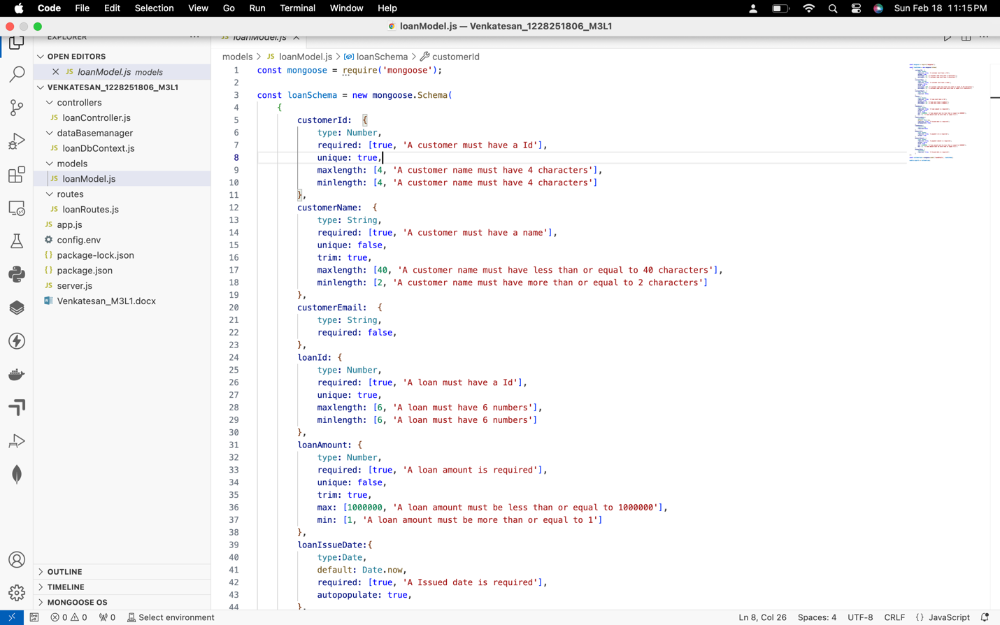 Code File Edit Selection View Go Run Terminal Window Help Sun Feb 18 11:15 PM
loanModel.js — Venkatesan_1228251806_M3L1
EXPLORER
JS loanModel.js
OPEN EDITORS
JS loanModel.js models
VENKATESAN_1228251806_M3L1
controllers
JS loanController.js
dataBasemanager
JS loanDbContext.js
models
JS loanModel.js
routes
JS loanRoutes.js
JS app.js
config.env
{} package-lock.json
{} package.json
JS server.js
Venkatesan_M3L1.docx
OUTLINE
TIMELINE
MONGOOSE OS
models > JS loanModel.js > loanSchema > customerId
1 const mongoose = require('mongoose');
2
3 const loanSchema = new mongoose.Schema(
4 {
5 customerId: {
6 type: Number,
7 required: [true, 'A customer must have a Id'],
8 unique: true,
9 maxlength: [4, 'A customer name must have 4 characters'],
10 minlength: [4, 'A customer name must have 4 characters']
11 },
12 customerName: {
13 type: String,
14 required: [true, 'A customer must have a name'],
15 unique: false,
16 trim: true,
17 maxlength: [40, 'A customer name must have less than or equal to 40 characters'],
18 minlength: [2, 'A customer name must have more than or equal to 2 characters']
19 },
20 customerEmail: {
21 type: String,
22 required: false,
23 },
24 loanId: {
25 type: Number,
26 required: [true, 'A loan must have a Id'],
27 unique: true,
28 maxlength: [6, 'A loan must have 6 numbers'],
29 minlength: [6, 'A loan must have 6 numbers']
30 },
31 loanAmount: {
32 type: Number,
33 required: [true, 'A loan amount is required'],
34 unique: false,
35 trim: true,
36 max: [1000000, 'A loan amount must be less than or equal to 1000000'],
37 min: [1, 'A loan amount must be more than or equal to 1']
38 },
39 loanIssueDate:{
40 type:Date,
41 default: Date.now,
42 required: [true, 'A Issued date is required'],
43 autopopulate: true,
44 },
0 0 0 Select environment Ln 8, Col 26 Spaces: 4 UTF-8 CRLF {} JavaScript